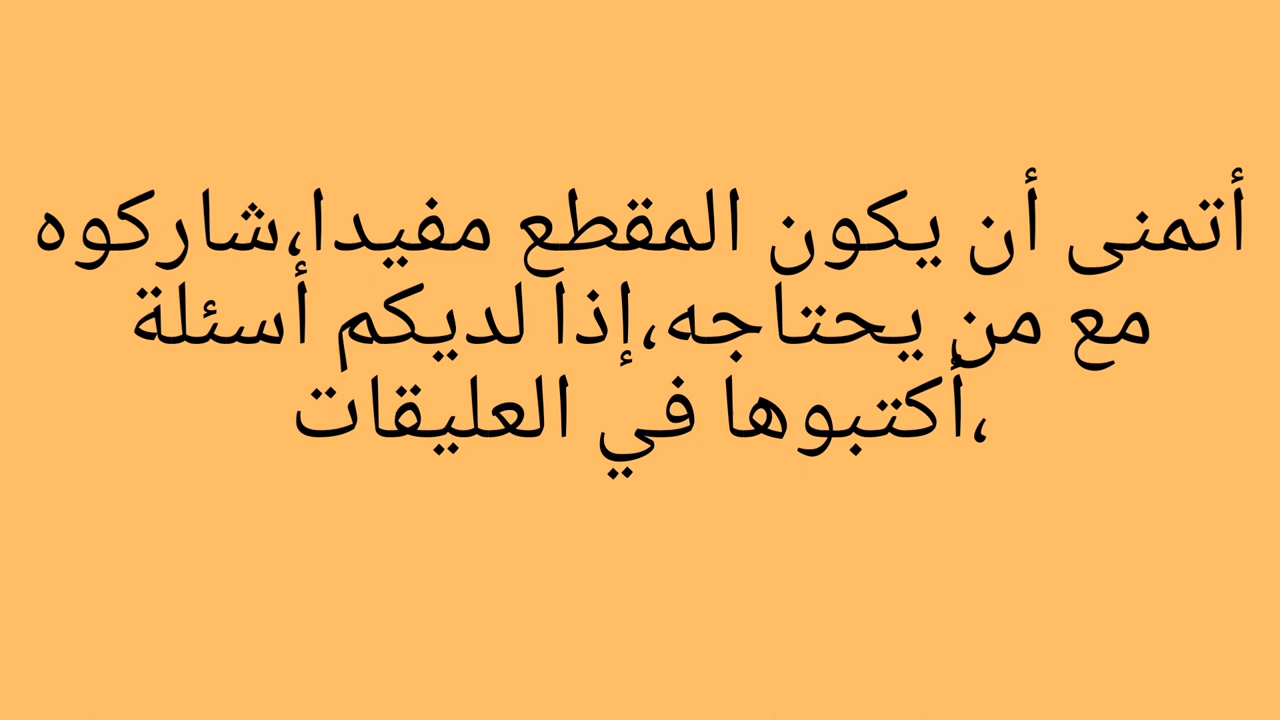 أتمنى أن يكون المقطع مفيدا،شاركوه
مع من يحتاجه،إذا لديكم أسئلة
،أكتبوها في العليقات